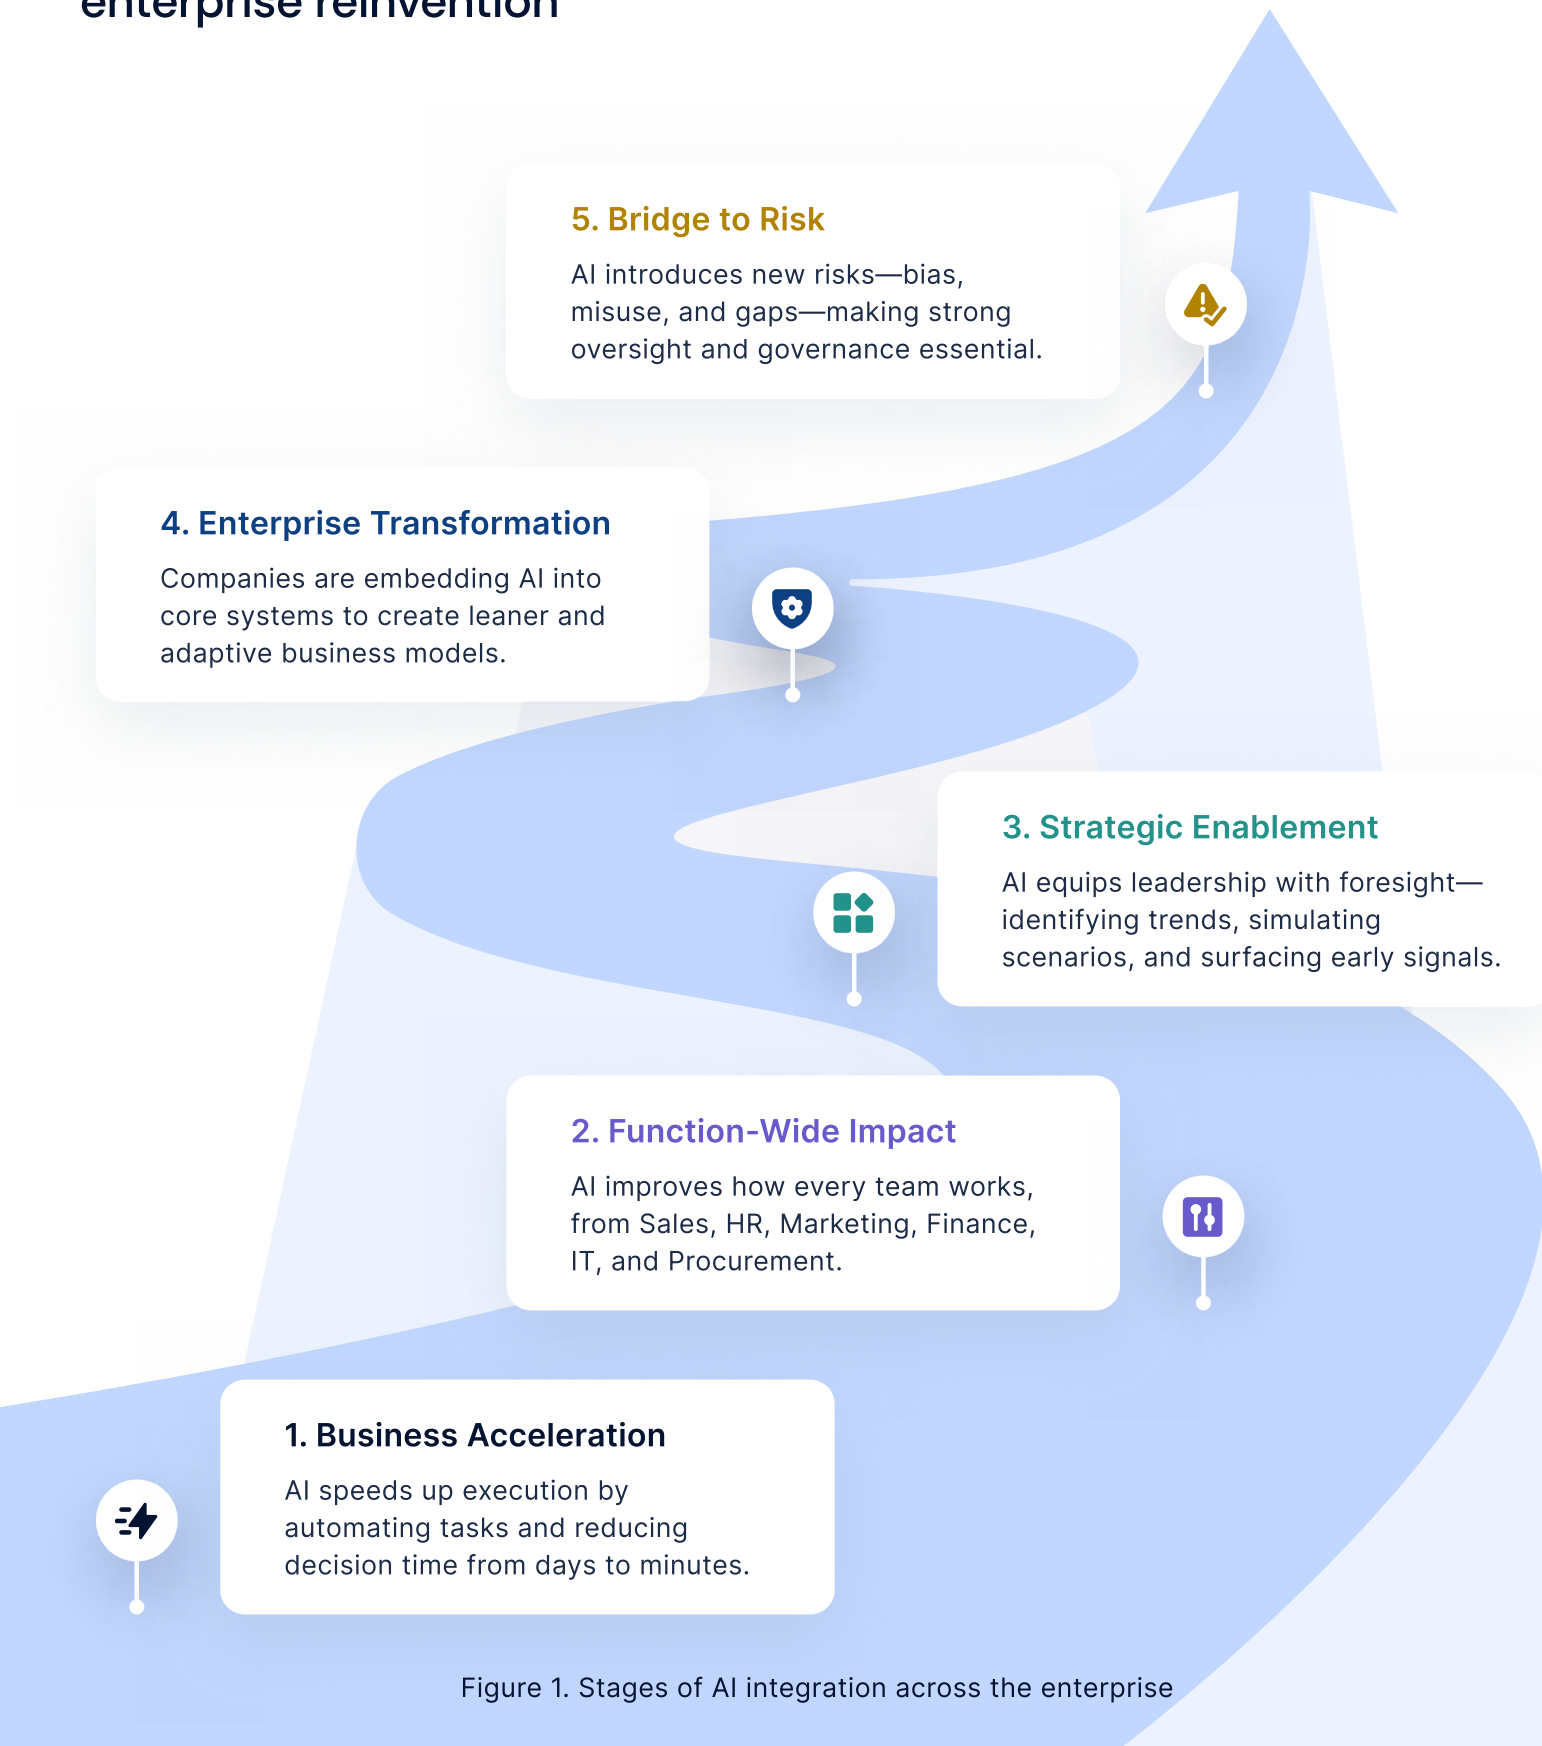 enterprise reinvention
5. Bridge to Risk
AI introduces new risks—bias,
misuse, and gaps—making strong
oversight and governance essential.
4. Enterprise Transformation
Companies are embedding AI into
core systems to create leaner and
adaptive business models.
3. Strategic Enablement
AI equips leadership with foresight—
identifying trends, simulating
scenarios, and surfacing early signals.
2. Function-Wide Impact
AI improves how every team works,
from Sales, HR, Marketing, Finance,
IT, and Procurement.
1. Business Acceleration
AI speeds up execution by
automating tasks and reducing
decision time from days to minutes.
Figure 1. Stages of AI integration across the enterprise